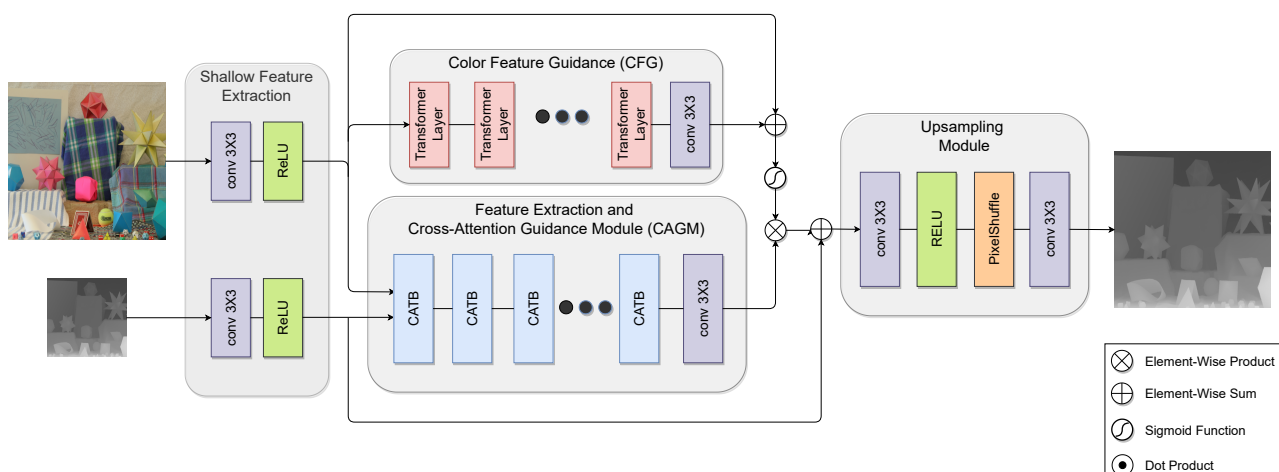 Shallow Feature
Extraction
conv 3X3
ReLU
conv 3X3
ReLU
Color Feature Guidance (CFG)
Transformer
Layer
Transformer
Layer
Transformer
Layer
conv 3X3
Feature Extraction and
Cross-Attention Guidance Module (CAGM)
CATB
CATB
CATB
CATB
conv 3X3
Upsampling
Module
conv 3X3
RELU
PixelShuffle
conv 3X3
Element-Wise Product
Element-Wise Sum
Sigmoid Function
Dot Product